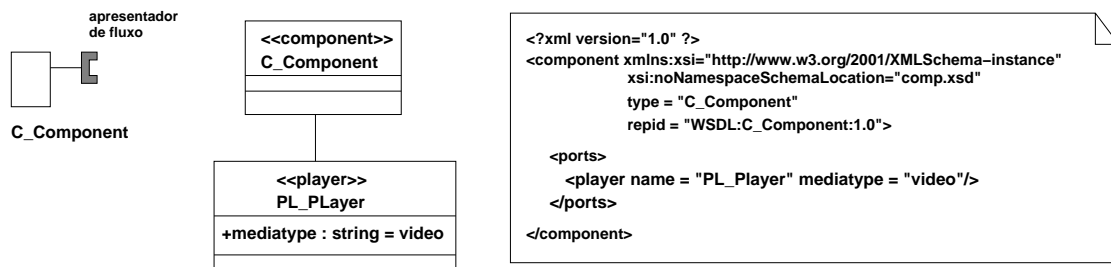 apresentador
de fluxo
C_Component
<<component>>
C_Component
<<player>>
PL_PLayer
+mediatype : string = video
<?xml version="1.0" ?>
<component xmlns:xsi="http://www.w3.org/2001/XMLSchema−instance"
xsi:noNamespaceSchemaLocation="comp.xsd"
type = "C_Component"
repid = "WSDL:C_Component:1.0">
<ports>
<player name = "PL_Player" mediatype = "video"/>
</ports>
</component>